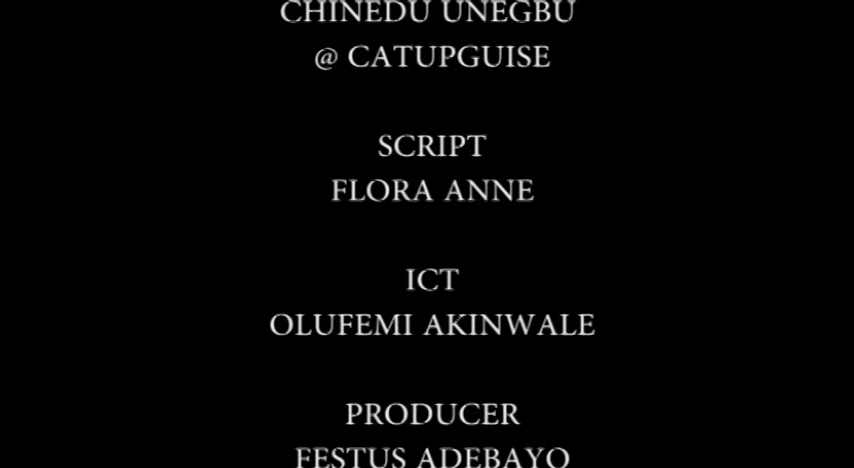 CHINEDU UNEGBU
@ CATUPGUISE
SCRIPT
FLORA ANNE
ICT
OLUFEMI AKINWALE
PRODUCER
FESTUS ADEBAYO